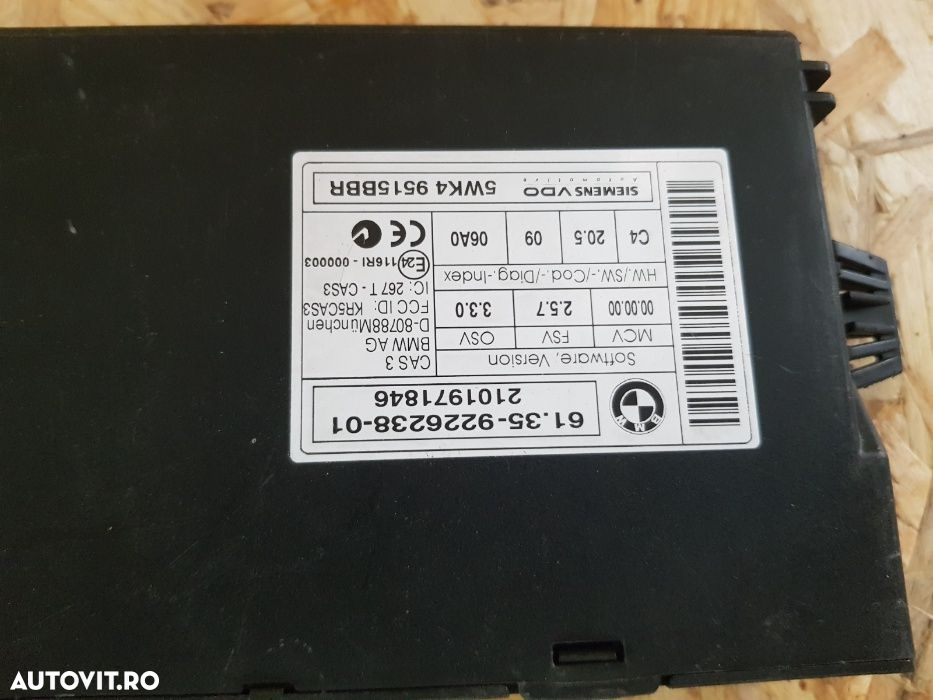 BMW
61.35-9226238-01
2101971846
Software, Version
MCV FSV OSV
00.00.00 2.5.7 3.3.0
HW./SW.-/Cod.-/Diag.-Index
C4 20.5 09 06A0
CAS 3
BMW AG
D-80788München
FCC ID: KR5CAS3
IC: 267T - CAS3
E24 /116RI - 000003
CE
SIEMENS VDO
Automotive
5WK4 9515BBR
AUTOVIT.RO